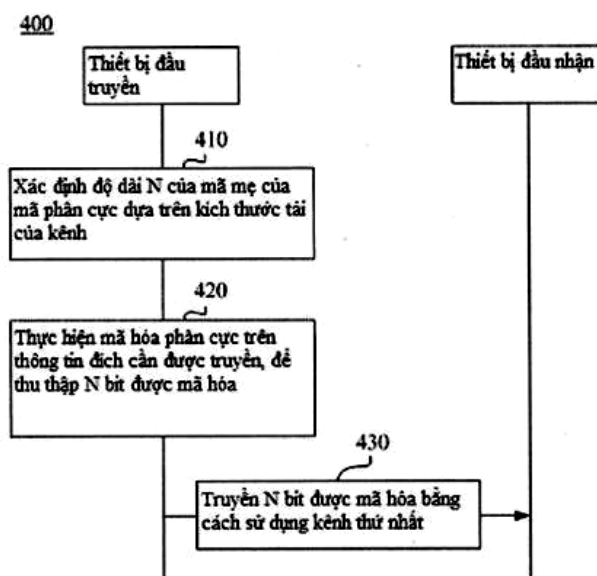 400
Thiết bị đầu
truyền
Thiết bị đầu nhận
410
Xác định độ dài N của mã mẹ của
mã phân cực dựa trên kích thước tải
của kênh
420
Thực hiện mã hóa phân cực trên
thông tin đích cần được truyền, để
thu thập N bit được mã hóa
430
Truyền N bit được mã hóa bằng
cách sử dụng kênh thứ nhất